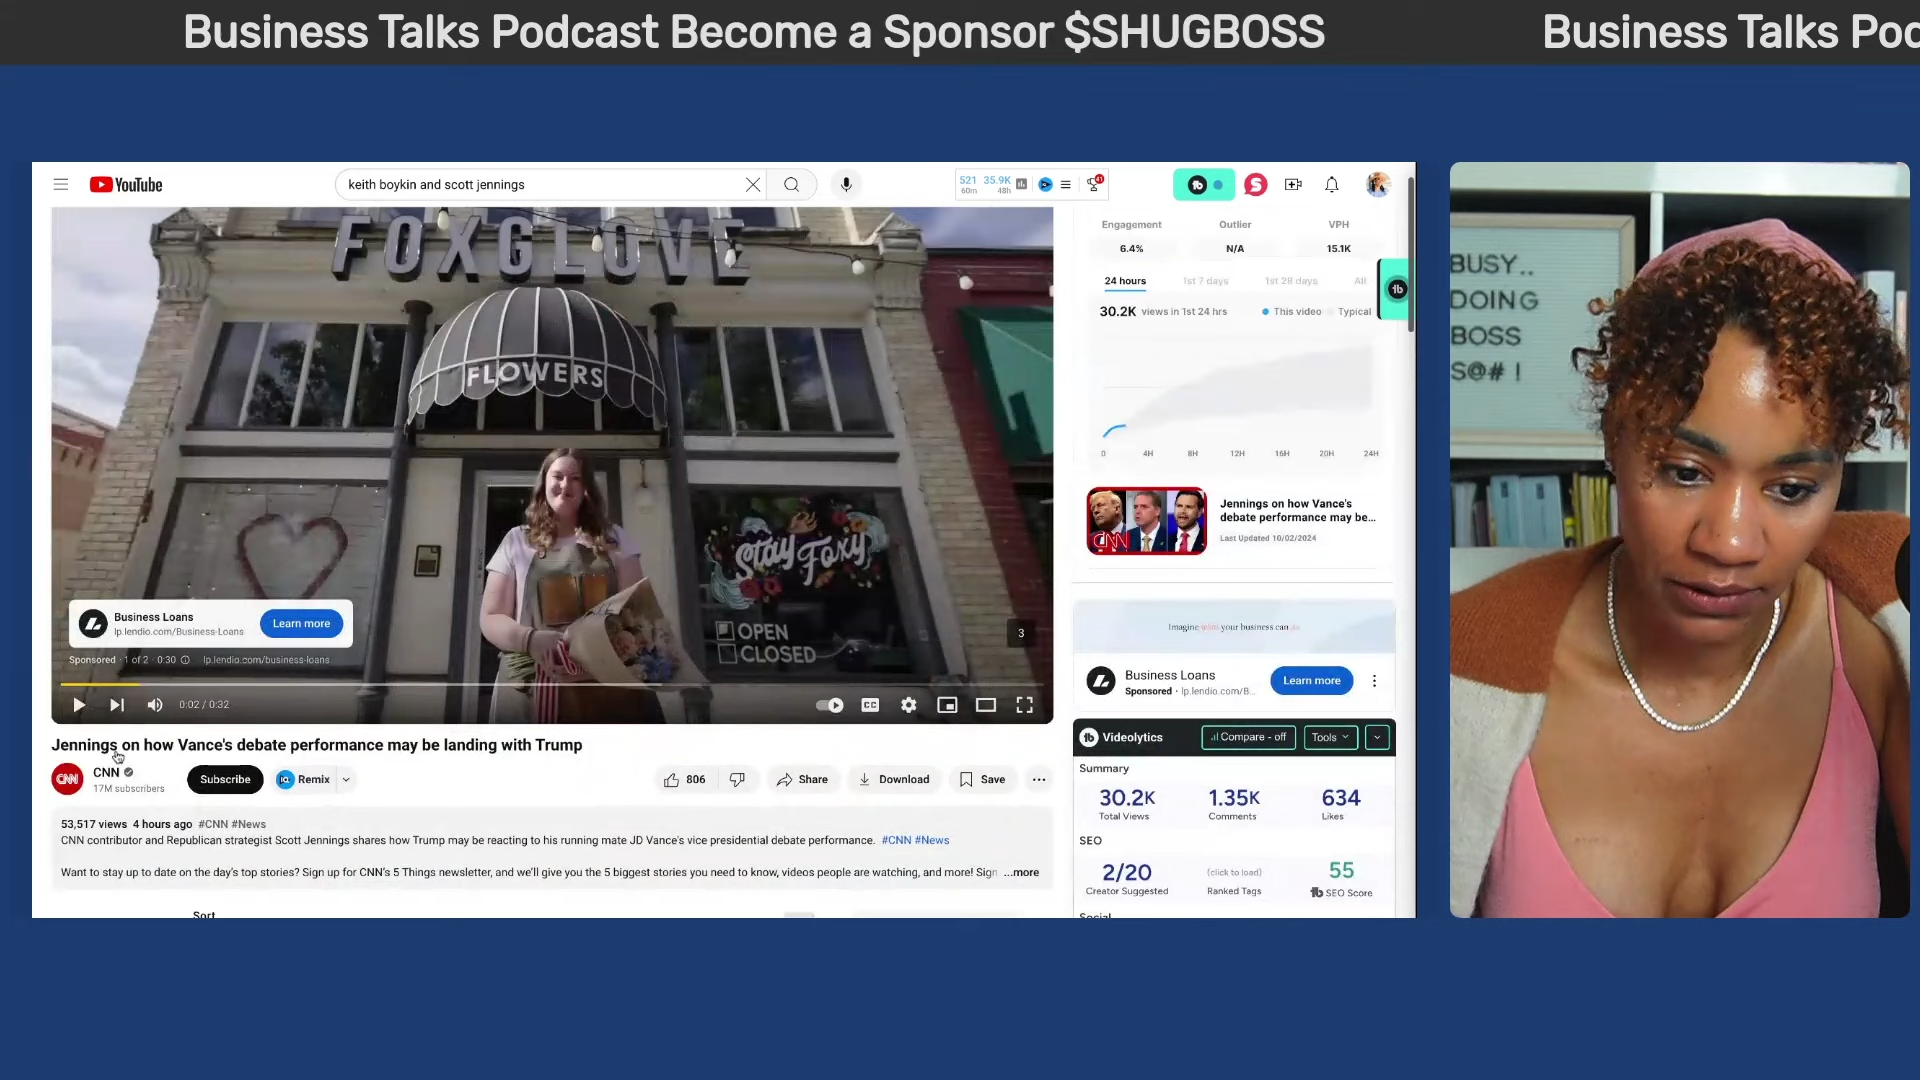 Business Talks Podcast Become a Sponsor $SHUGBOSS
Business Talks Poc
YouTube
keith boykin and scott jennings
521 35.9K
60m 48h
41
FOXGLOVE
FLOWERS
Stay Foxy
OPEN
CLOSED
Business Loans
lp.lendio.com/Business-Loans
Learn more
3
Sponsored · 1 of 2 · 0:30 lp.lendio.com/business-loans
0:02 / 0:32
CC
Jennings on how Vance's debate performance may be landing with Trump
CNN
CNN
17M subscribers
Subscribe
Remix
806
Share
Download
Save
53,517 views 4 hours ago #CNN #News
CNN contributor and Republican strategist Scott Jennings shares how Trump may be reacting to his running mate JD Vance's vice presidential debate performance. #CNN #News
Want to stay up to date on the day's top stories? Sign up for CNN's 5 Things newsletter, and we'll give you the 5 biggest stories you need to know, videos people are watching, and more! Sign ...more
Sort
Engagement Outlier VPH
6.4% N/A 15.1K
24 hours 1st 7 days 1st 28 days All
30.2K views in 1st 24 hrs This video Typical
0 4H 8H 12H 16H 20H 24H
CNN
Jennings on how Vance's
debate performance may be...
Last Updated 10/02/2024
Imagine your business can
Business Loans
Sponsored · lp.lendio.com/B...
Learn more
Videolytics
Compare - off
Tools
Summary
30.2K 1.35K 634
Total Views Comments Likes
SEO
2/20 (click to load) 55
Creator Suggested Ranked Tags SEO Score
Social
BUSY..
DOING
BOSS
S@# !